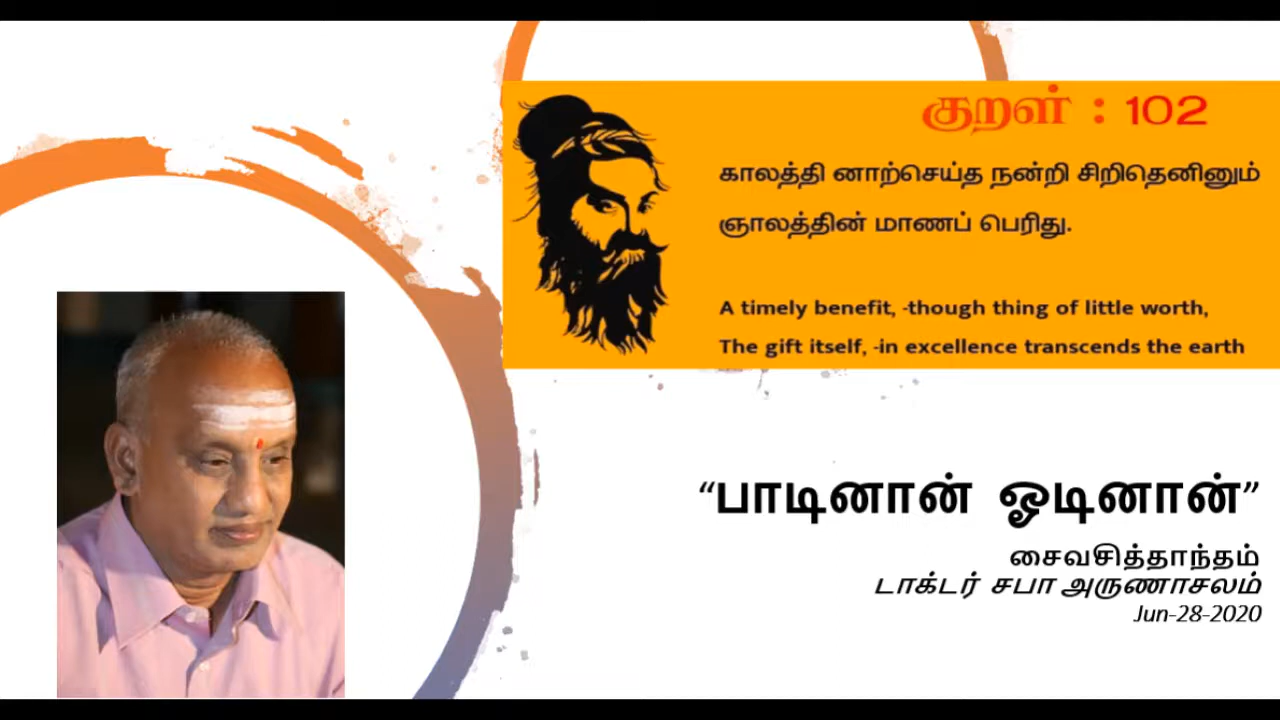 குறள் : 102
காலத்தி னாற்செய்த நன்றி சிறிதெனினும்
ஞாலத்தின் மாணப் பெரிது.
A timely benefit, -though thing of little worth,
The gift itself, -in excellence transcends the earth
“பாடினான் ஓடினான்”
சைவசித்தாந்தம்
டாக்டர் சபா அருணாசலம்
Jun-28-2020